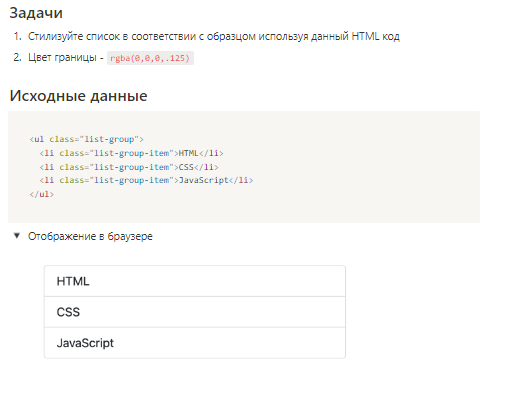 Задачи
1. Стилизуйте список в соответствии с образцом используя данный HTML код
2. Цвет границы - rgba(0,0,0,.125)
Исходные данные
<ul class="list-group">
<li class="list-group-item">HTML</li>
<li class="list-group-item">CSS</li>
<li class="list-group-item">JavaScript</li>
</ul>
▼ Отображение в браузере
HTML
CSS
JavaScript